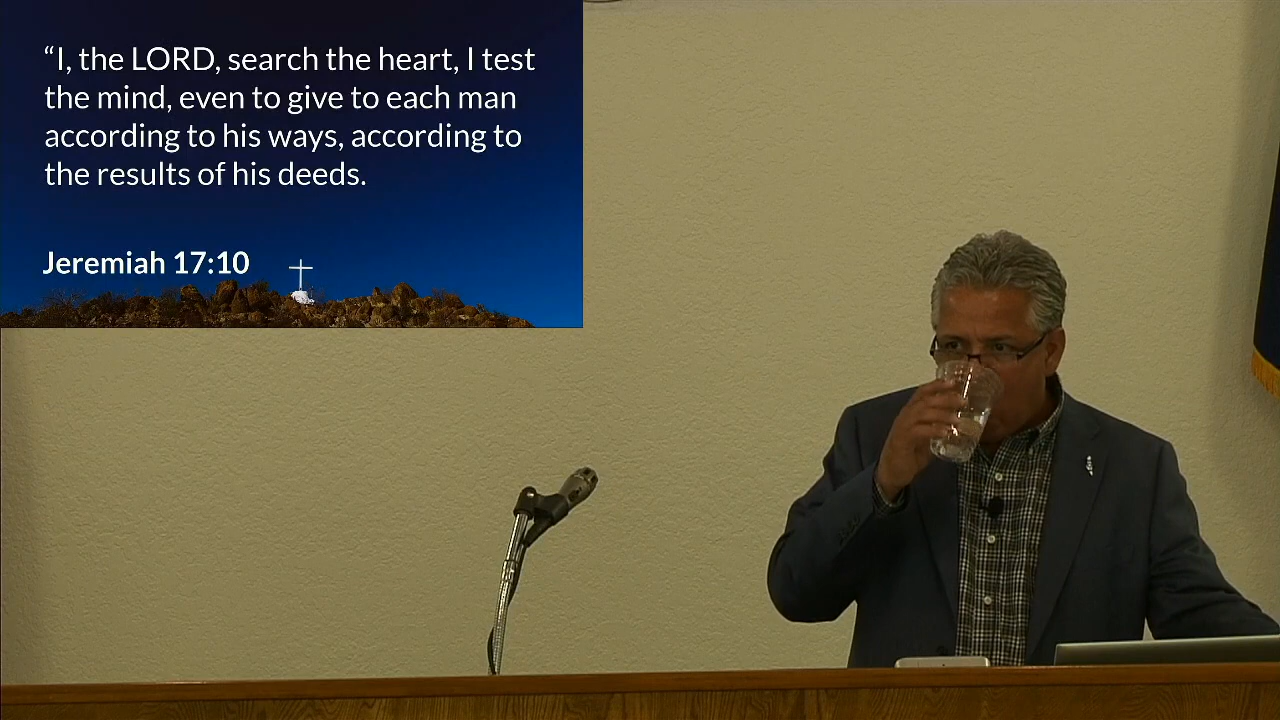 “I, the LORD, search the heart, I test
the mind, even to give to each man
according to his ways, according to
the results of his deeds.
Jeremiah 17:10